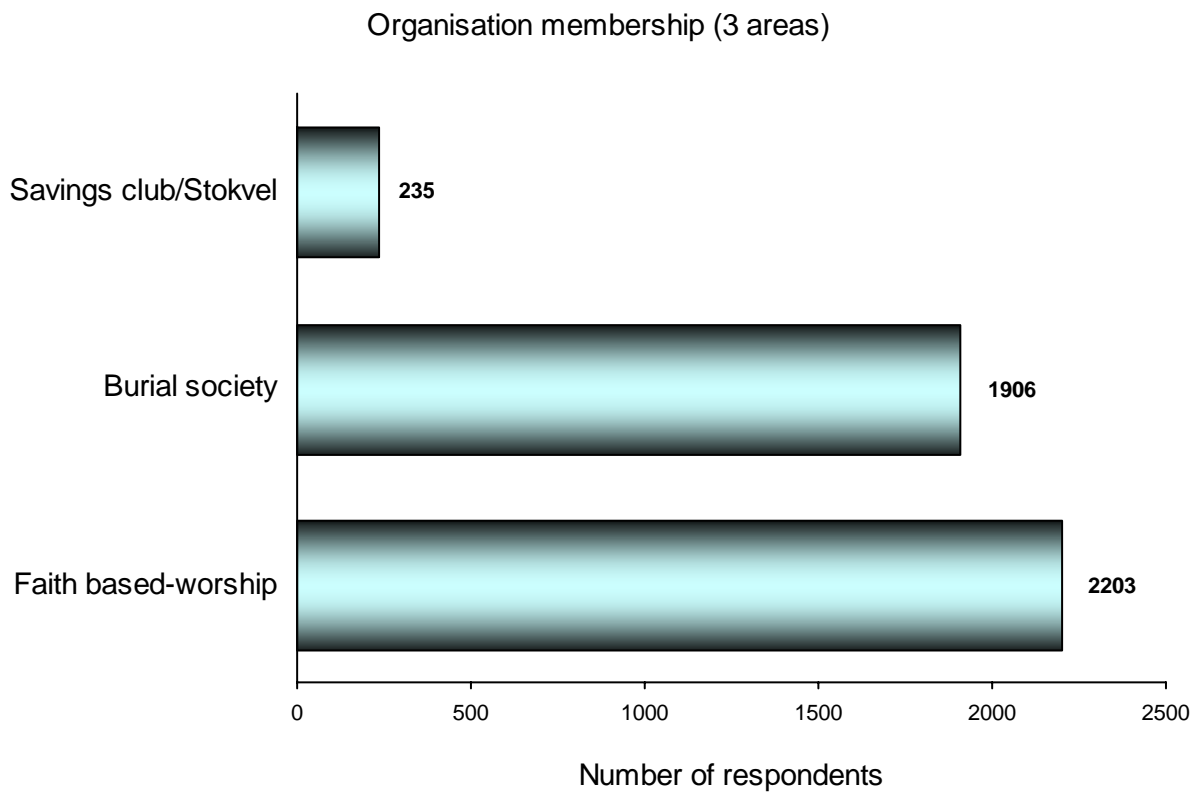 Organisation membership (3 areas)
Savings club/Stokvel
235
Burial society
1906
Faith based-worship
2203
0 500 1000 1500 2000 2500
Number of respondents